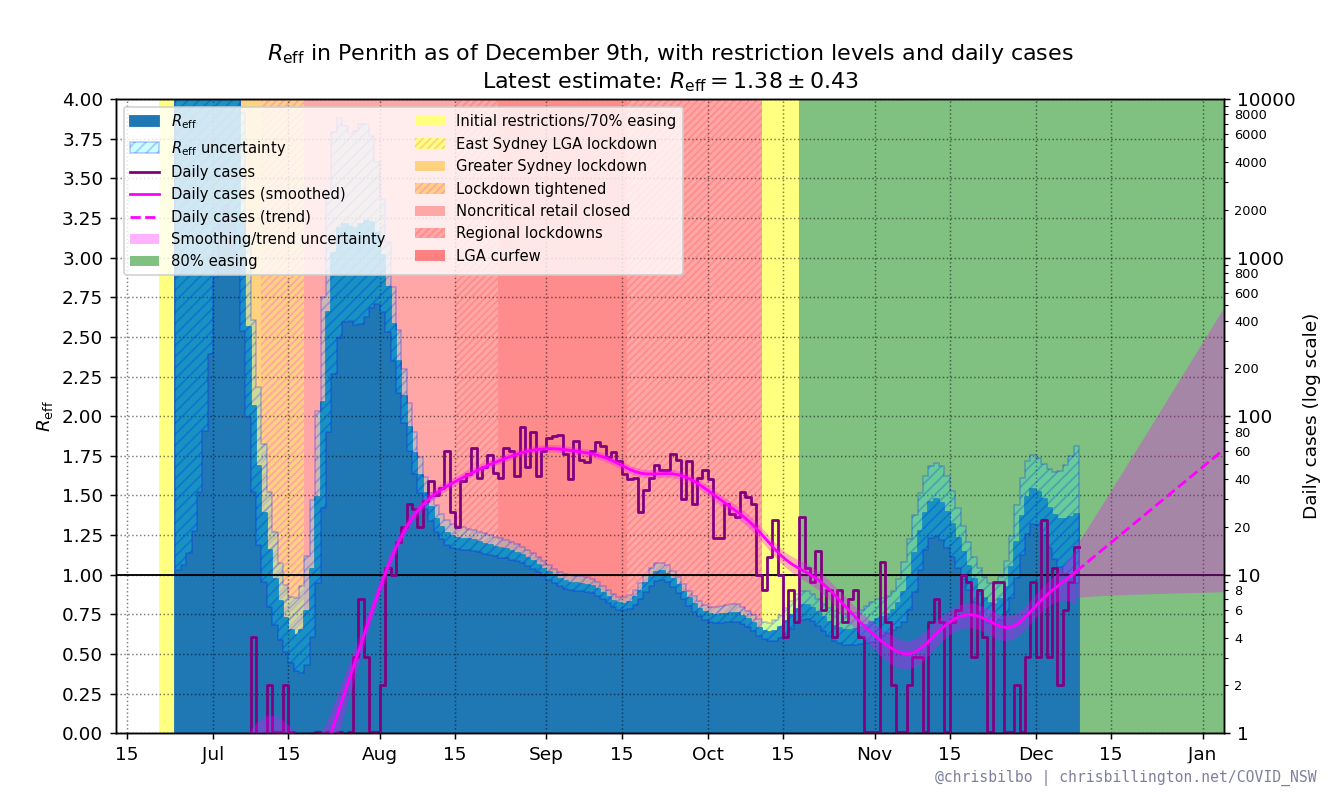 R_eff in Penrith as of December 9th, with restriction levels and daily cases
Latest estimate: R_eff = 1.38 ± 0.43
R_eff
R_eff uncertainty
Daily cases
Daily cases (smoothed)
Daily cases (trend)
Smoothing/trend uncertainty
80% easing
Initial restrictions/70% easing
East Sydney LGA lockdown
Greater Sydney lockdown
Lockdown tightened
Noncritical retail closed
Regional lockdowns
LGA curfew
R_eff
4.00
3.75
3.50
3.25
3.00
2.75
2.50
2.25
2.00
1.75
1.50
1.25
1.00
0.75
0.50
0.25
0.00
15 Jul 15 Aug 15 Sep 15 Oct 15 Nov 15 Dec 15 Jan
10000
8000
6000
4000
2000
1000
800
600
400
200
100
80
60
40
20
10
8
6
4
2
1
Daily cases (log scale)
@chrisbilbo | chrisbillington.net/COVID_NSW